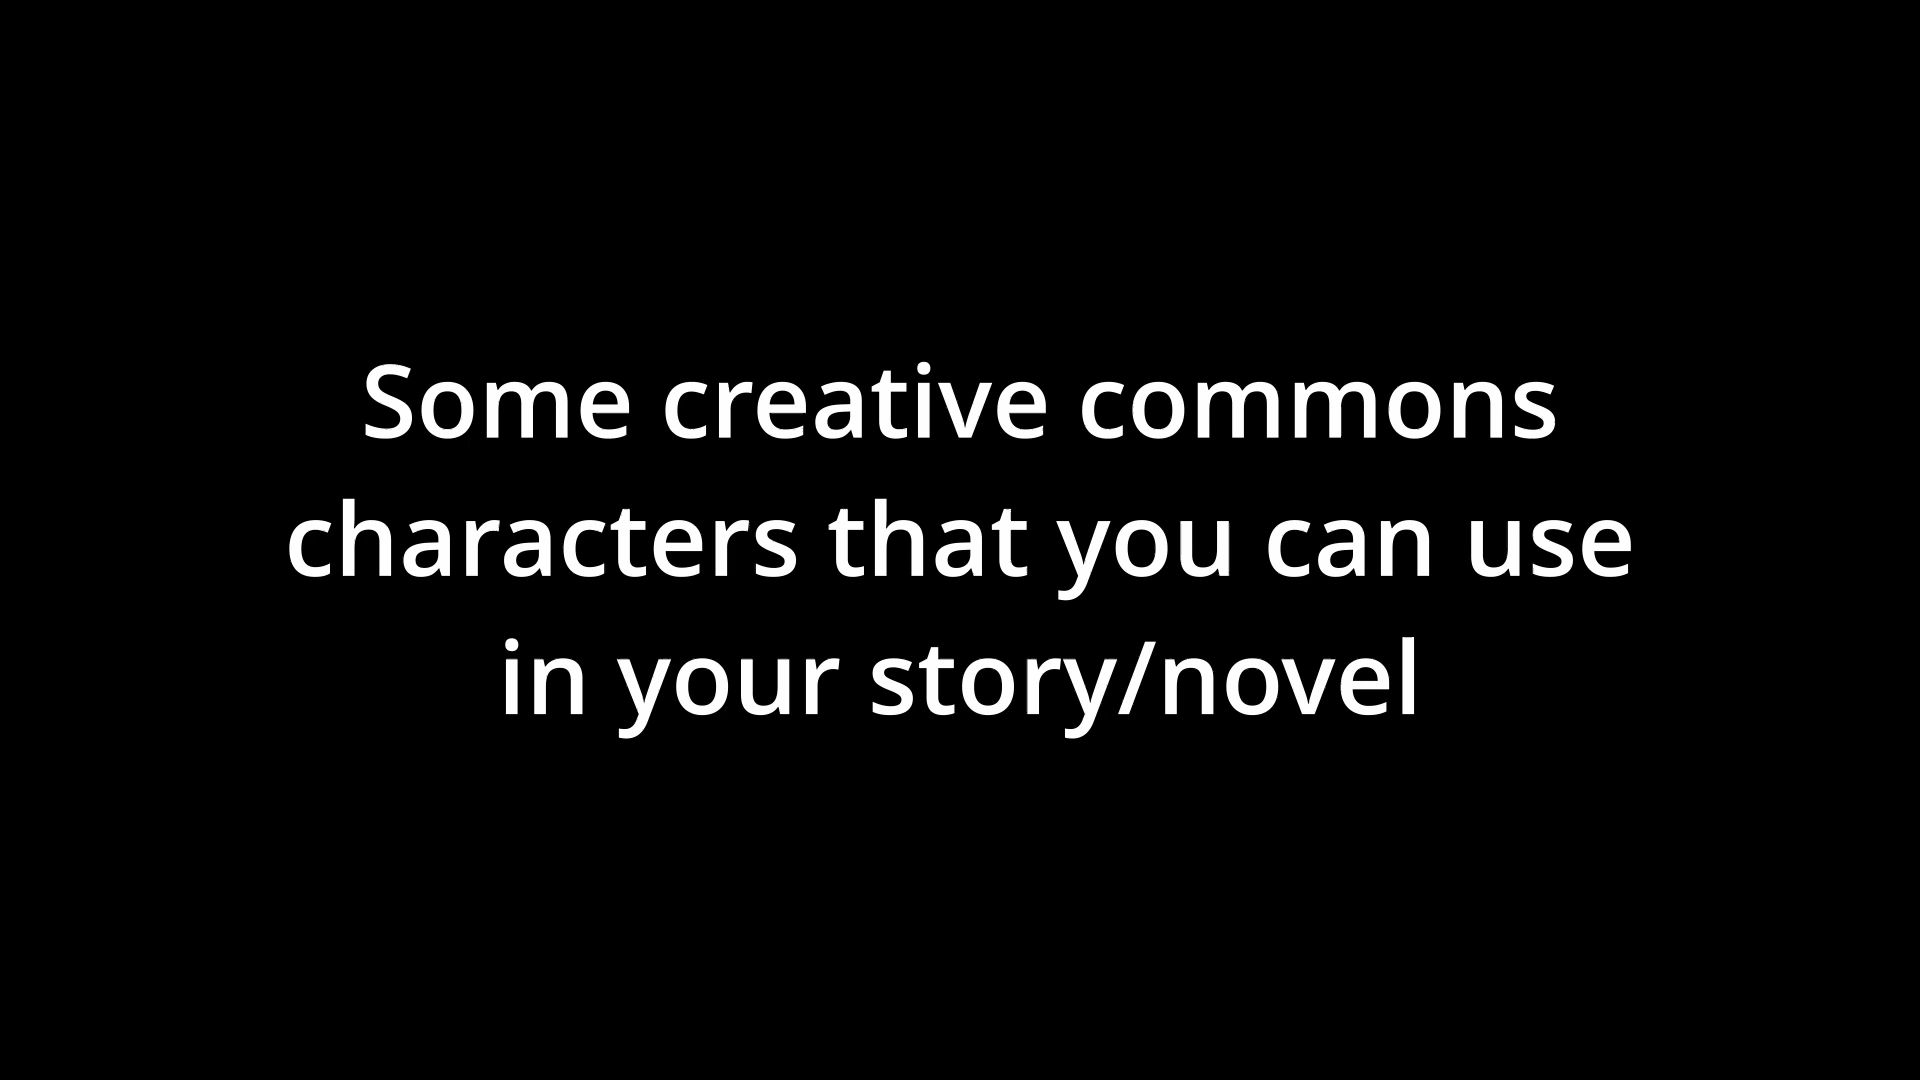 Some creative commons
characters that you can use
in your story/novel